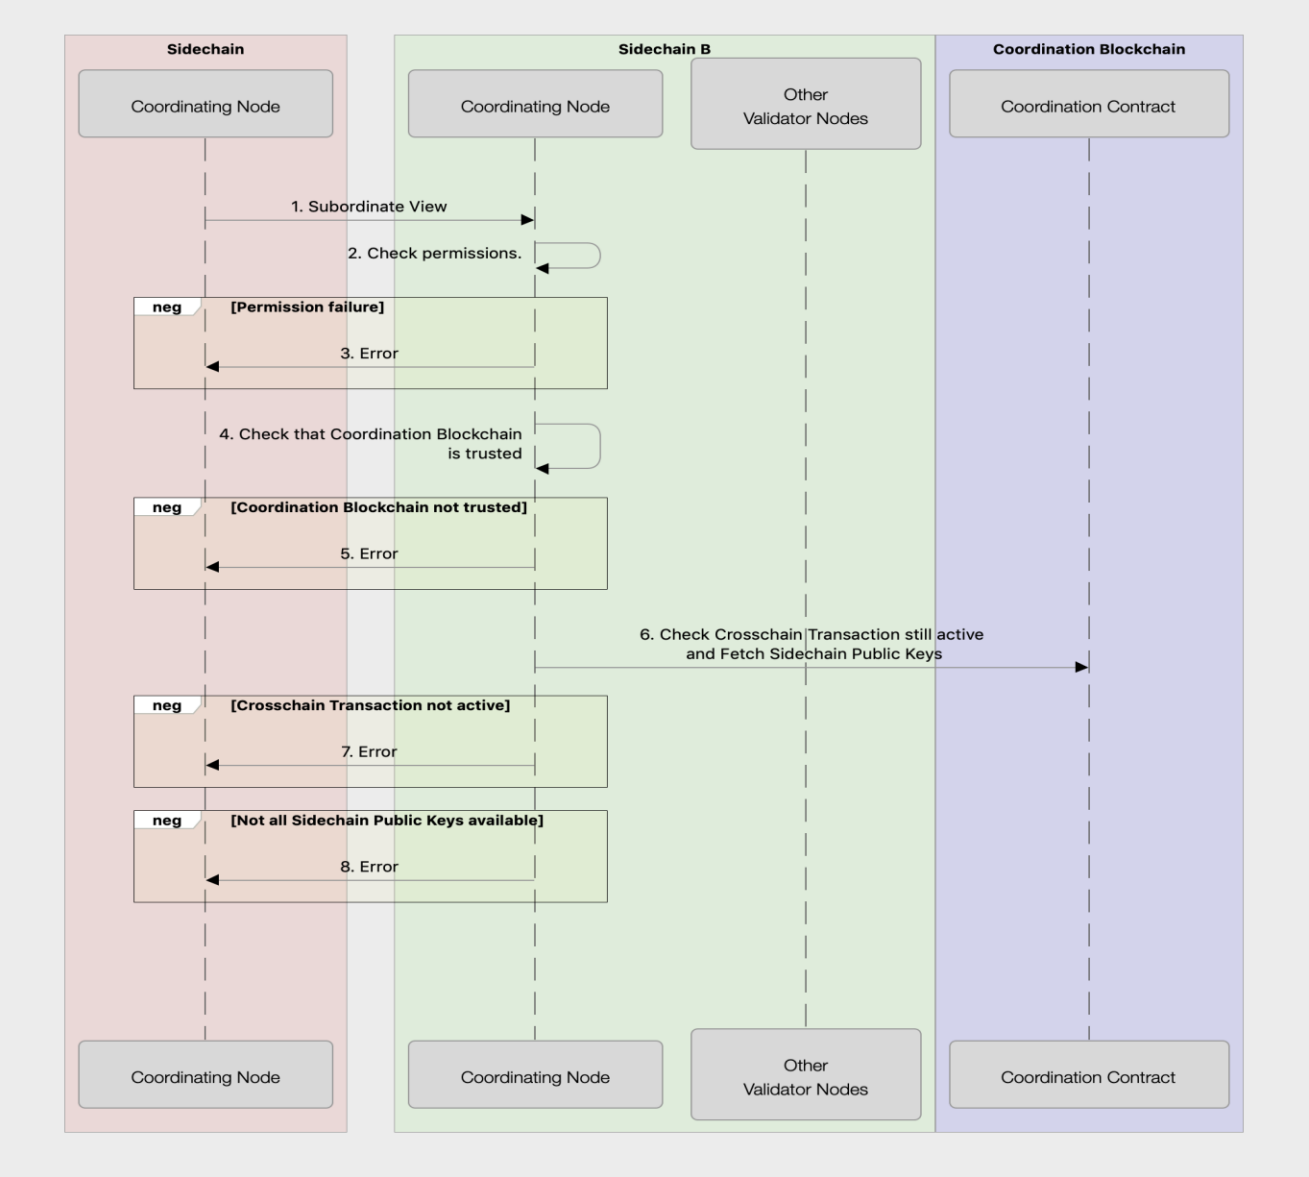 Sidechain
Sidechain B
Coordination Blockchain
Coordinating Node
Coordinating Node
Other
Validator Nodes
Coordination Contract
1. Subordinate View
2. Check permissions.
neg
[Permission failure]
3. Error
4. Check that Coordination Blockchain
is trusted
neg
[Coordination Blockchain not trusted]
5. Error
6. Check Crosschain Transaction still active
and Fetch Sidechain Public Keys
neg
[Crosschain Transaction not active]
7. Error
neg
[Not all Sidechain Public Keys available]
8. Error
Coordinating Node
Coordinating Node
Other
Validator Nodes
Coordination Contract